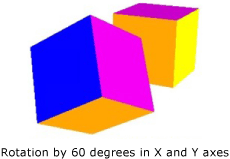 Rotation by 60 degrees in X and Y axes